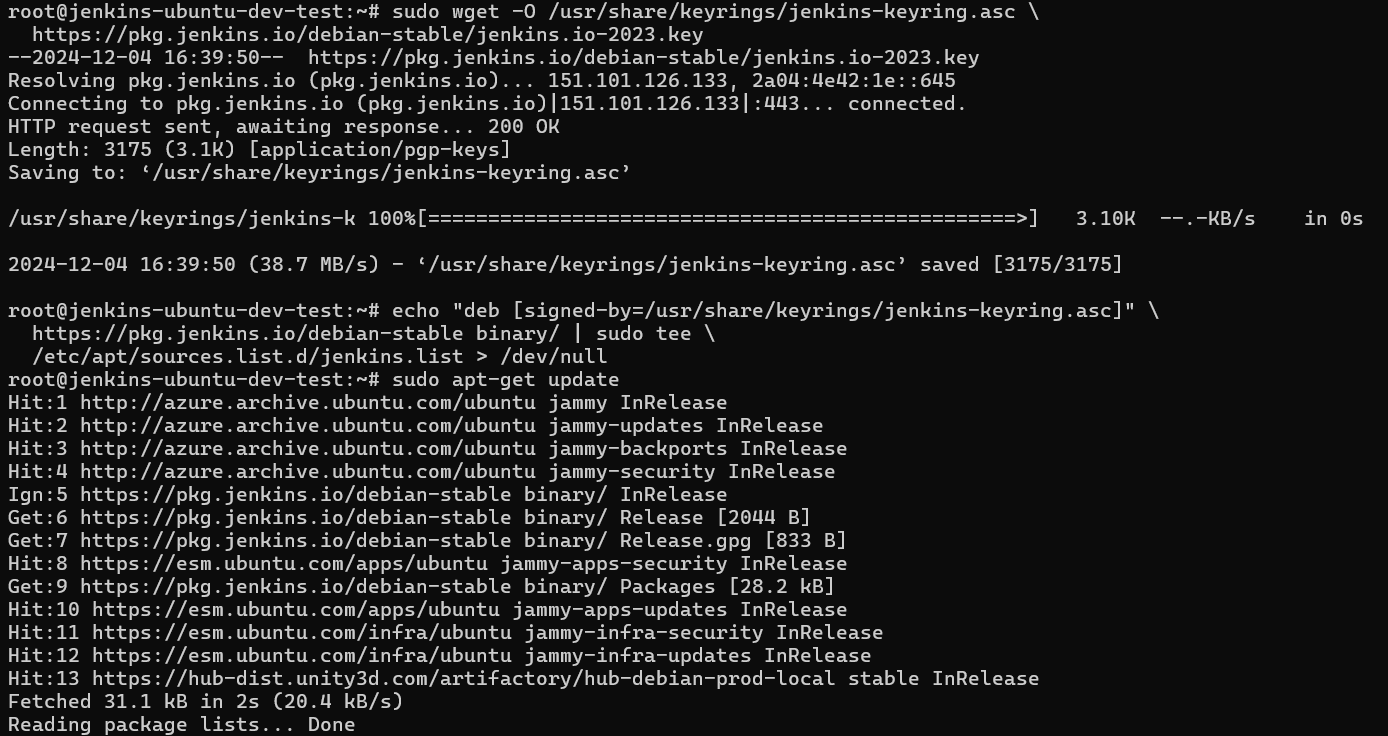 root@jenkins-ubuntu-dev-test:~# sudo wget -O /usr/share/keyrings/jenkins-keyring.asc \
  https://pkg.jenkins.io/debian-stable/jenkins.io-2023.key
--2024-12-04 16:39:50--  https://pkg.jenkins.io/debian-stable/jenkins.io-2023.key
Resolving pkg.jenkins.io (pkg.jenkins.io)... 151.101.126.133, 2a04:4e42:1e::645
Connecting to pkg.jenkins.io (pkg.jenkins.io)|151.101.126.133|:443... connected.
HTTP request sent, awaiting response... 200 OK
Length: 3175 (3.1K) [application/pgp-keys]
Saving to: ‘/usr/share/keyrings/jenkins-keyring.asc’

/usr/share/keyrings/jenkins-k 100%[=================================================>]   3.10K  --.-KB/s    in 0s

2024-12-04 16:39:50 (38.7 MB/s) - ‘/usr/share/keyrings/jenkins-keyring.asc’ saved [3175/3175]

root@jenkins-ubuntu-dev-test:~# echo "deb [signed-by=/usr/share/keyrings/jenkins-keyring.asc]" \
  https://pkg.jenkins.io/debian-stable binary/ | sudo tee \
  /etc/apt/sources.list.d/jenkins.list > /dev/null
root@jenkins-ubuntu-dev-test:~# sudo apt-get update
Hit:1 http://azure.archive.ubuntu.com/ubuntu jammy InRelease
Hit:2 http://azure.archive.ubuntu.com/ubuntu jammy-updates InRelease
Hit:3 http://azure.archive.ubuntu.com/ubuntu jammy-backports InRelease
Hit:4 http://azure.archive.ubuntu.com/ubuntu jammy-security InRelease
Ign:5 https://pkg.jenkins.io/debian-stable binary/ InRelease
Get:6 https://pkg.jenkins.io/debian-stable binary/ Release [2044 B]
Get:7 https://pkg.jenkins.io/debian-stable binary/ Release.gpg [833 B]
Hit:8 https://esm.ubuntu.com/apps/ubuntu jammy-apps-security InRelease
Get:9 https://pkg.jenkins.io/debian-stable binary/ Packages [28.2 kB]
Hit:10 https://esm.ubuntu.com/apps/ubuntu jammy-apps-updates InRelease
Hit:11 https://esm.ubuntu.com/infra/ubuntu jammy-infra-security InRelease
Hit:12 https://esm.ubuntu.com/infra/ubuntu jammy-infra-updates InRelease
Hit:13 https://hub-dist.unity3d.com/artifactory/hub-debian-prod-local stable InRelease
Fetched 31.1 kB in 2s (20.4 kB/s)
Reading package lists... Done